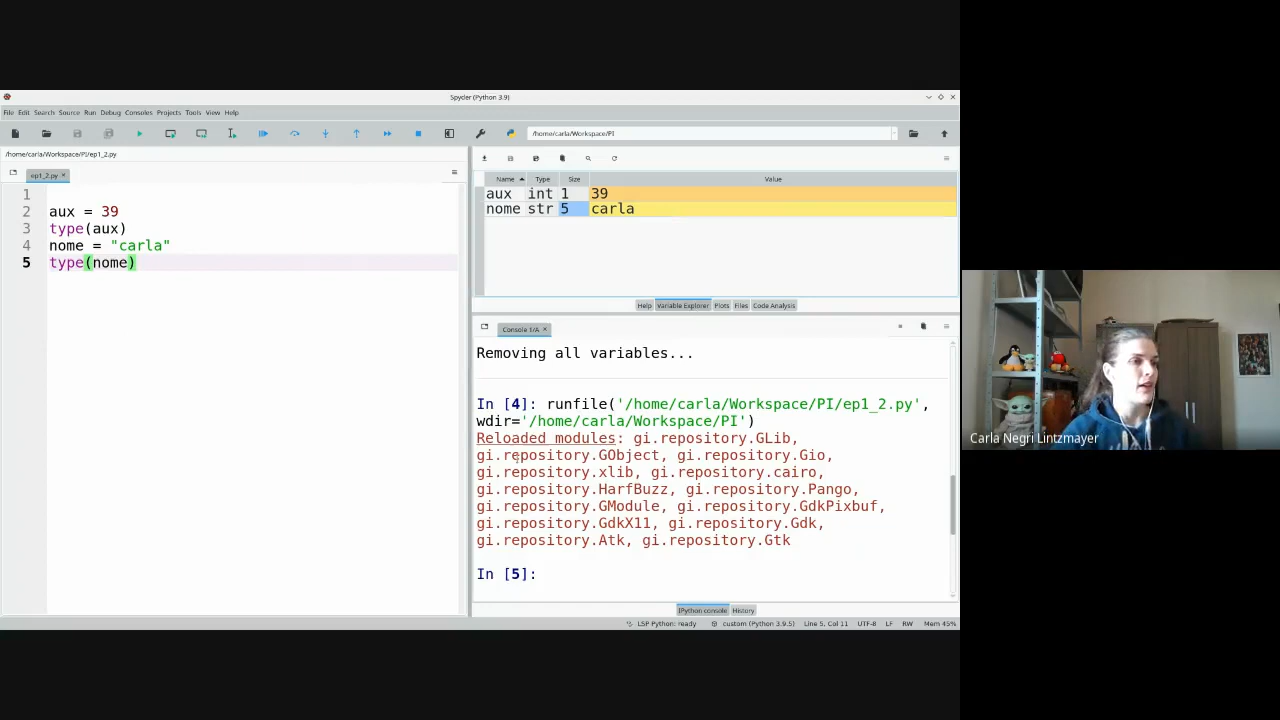 Spyder (Python 3.9)
File Edit Search Source Run Debug Consoles Projects Tools View Help
/home/carla/Workspace/PI
/home/carla/Workspace/PI/ep1_2.py
ep1_2.py
1
2 aux = 39
3 type(aux)
4 nome = "carla"
5 type(nome)
Name Type Size Value
aux int 1 39
nome str 5 carla
Help Variable Explorer Plots Files Code Analysis
Console 1/A
Removing all variables...
In [4]: runfile('/home/carla/Workspace/PI/ep1_2.py',
wdir='/home/carla/Workspace/PI')
Reloaded modules: gi.repository.GLib,
gi.repository.GObject, gi.repository.Gio,
gi.repository.xlib, gi.repository.cairo,
gi.repository.HarfBuzz, gi.repository.Pango,
gi.repository.GModule, gi.repository.GdkPixbuf,
gi.repository.GdkX11, gi.repository.Gdk,
gi.repository.Atk, gi.repository.Gtk
In [5]:
IPython console History
LSP Python: ready custom (Python 3.9.5) Line 5, Col 11 UTF-8 LF RW Mem 45%
Carla Negri Lintzmayer